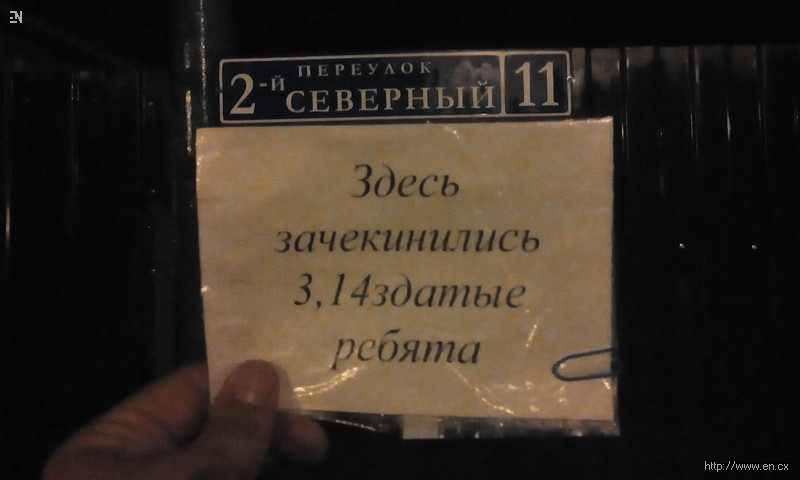 EN
ПЕРЕУЛОК
2-й СЕВЕРНЫЙ 11
Здесь
зачекинились
3,14здатые
ребята
http://www.en.cx